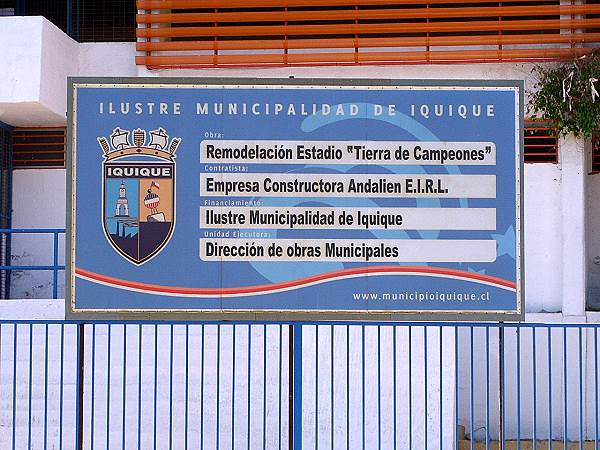 ILUSTRE MUNICIPALIDAD DE IQUIQUE
IQUIQUE
Obra:
Remodelación Estadio "Tierra de Campeones"
Contratista:
Empresa Constructora Andalien E.I.R.L.
Financiamiento:
Ilustre Municipalidad de Iquique
Unidad Ejecutora:
Dirección de obras Municipales
www.municipioiquique.cl